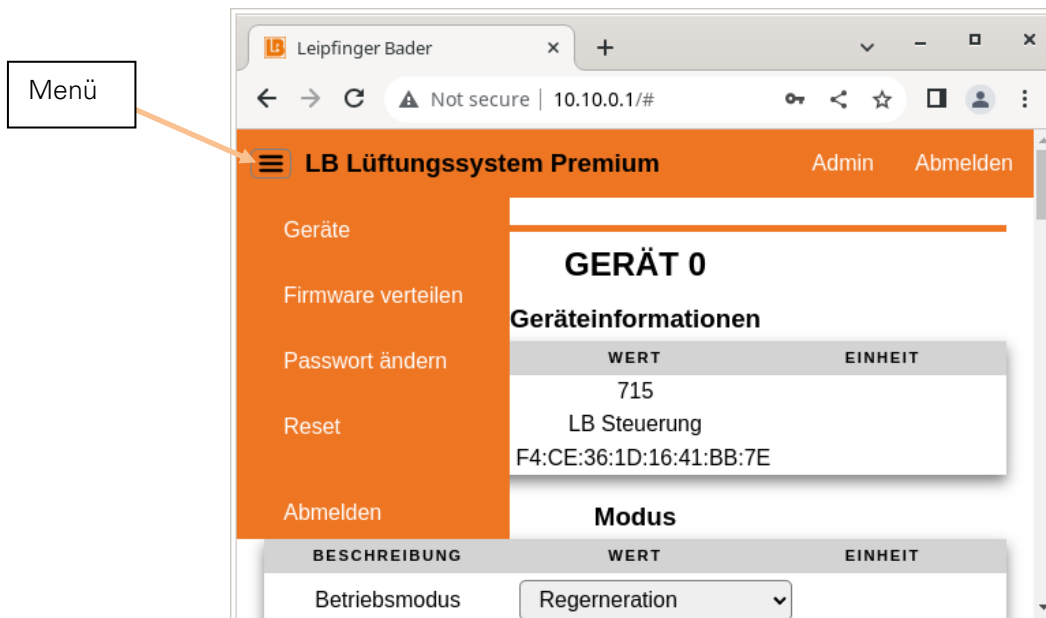 Leipfinger Bader
Menü
Not secure | 10.10.0.1/#
LB Lüftungssystem Premium Admin Abmelden
Geräte
GERÄT 0
Firmware verteilen
Geräteinformationen
WERT EINHEIT
Passwort ändern
715
LB Steuerung
Reset
F4:CE:36:1D:16:41:BB:7E
Abmelden
Modus
BESCHREIBUNG WERT EINHEIT
Betriebsmodus Regerneration